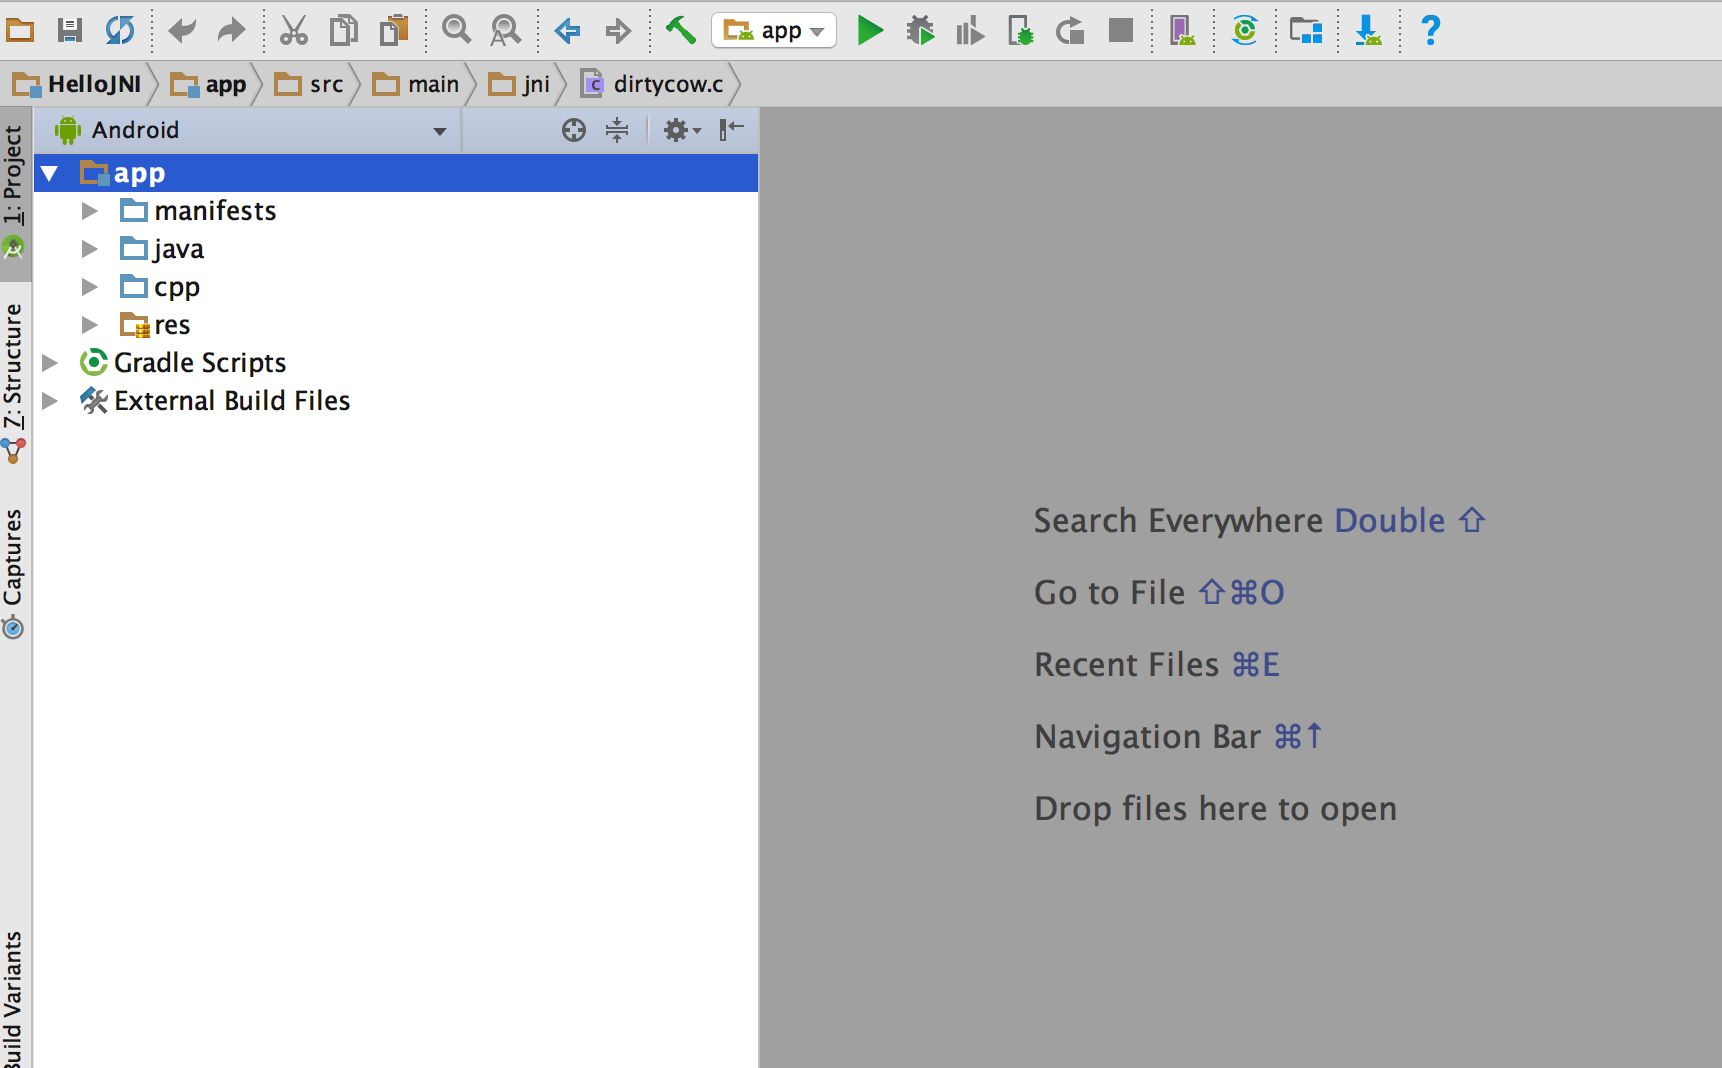 app
HelloJNI app src main jni dirtycow.c
Android
app
manifests
java
cpp
res
Gradle Scripts
External Build Files
1: Project
7: Structure
Captures
Build Variants
Search Everywhere Double ⇧
Go to File ⇧⌘O
Recent Files ⌘E
Navigation Bar ⌘↑
Drop files here to open